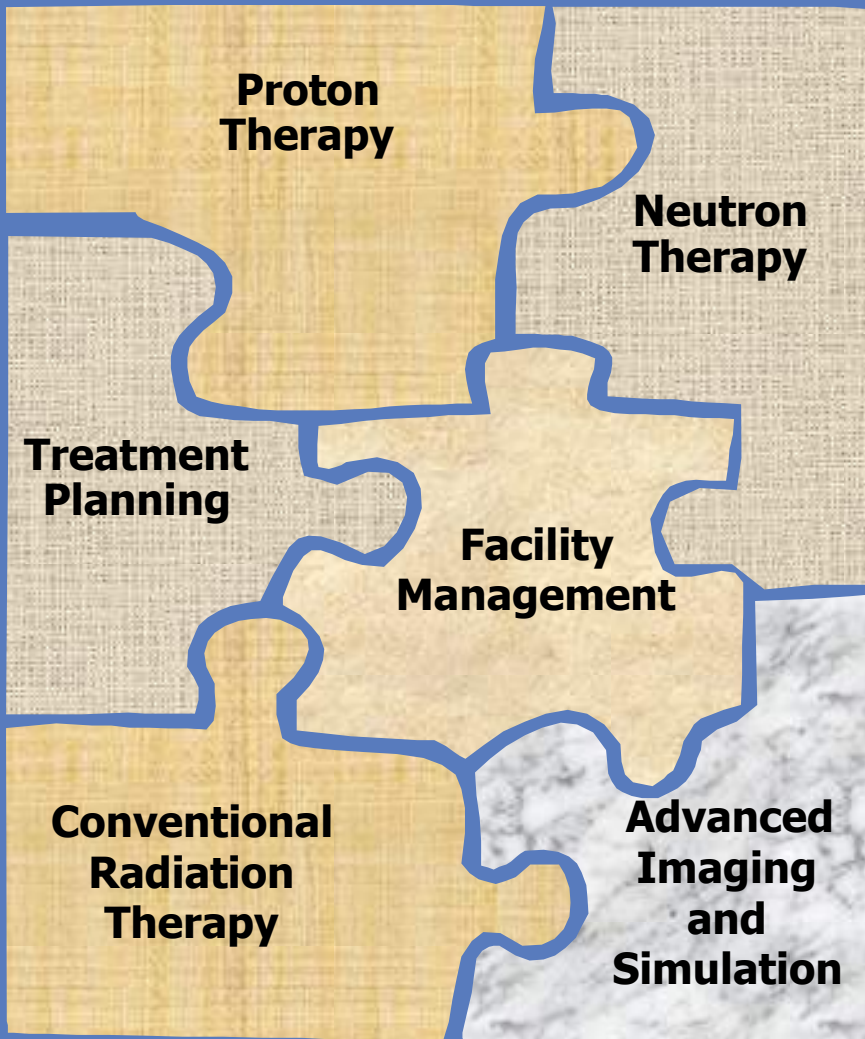 Proton
Therapy
Neutron
Therapy
Treatment
Planning
Facility
Management
Conventional
Radiation
Therapy
Advanced
Imaging
and
Simulation